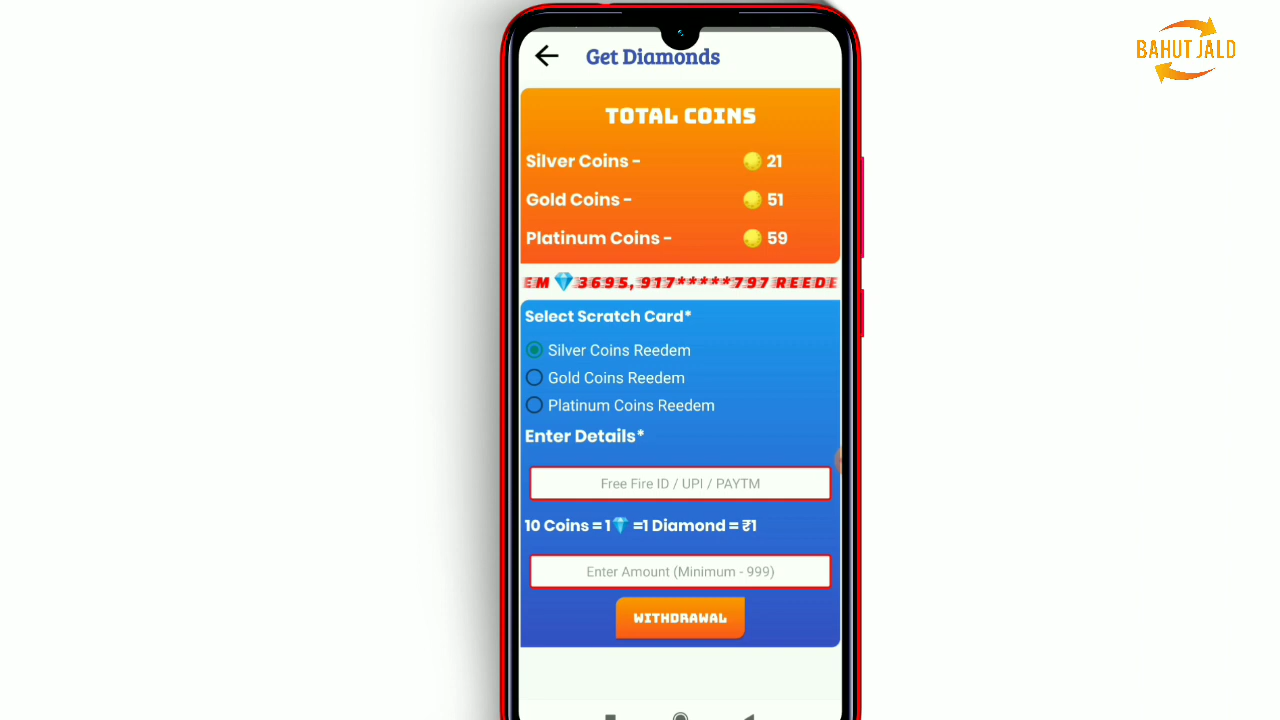 BAHUT JALD
Get Diamonds
TOTAL COINS
Silver Coins - 21
Gold Coins - 51
Platinum Coins - 59
EM 💎3695, 917*****797 REEDE
Select Scratch Card*
Silver Coins Reedem
Gold Coins Reedem
Platinum Coins Reedem
Enter Details*
Free Fire ID / UPI / PAYTM
10 Coins = 1💎 =1 Diamond = ₹1
Enter Amount (Minimum - 999)
WITHDRAWAL